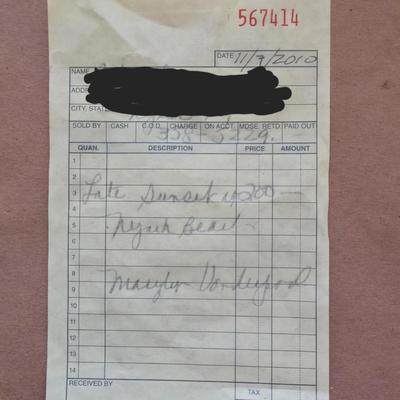 567414
DATE 11/3/2010
NAME
ADDR
CITY, STATE
SOLD BY CASH C.O.D. CHARGE ON ACCT. MDSE. RETD. PAID OUT
QUAN. DESCRIPTION PRICE AMOUNT
1
2
3 Late Sunset 200 —
4
5 Beach
6
7
8
9
10
11
12
13
14
RECEIVED BY
TAX